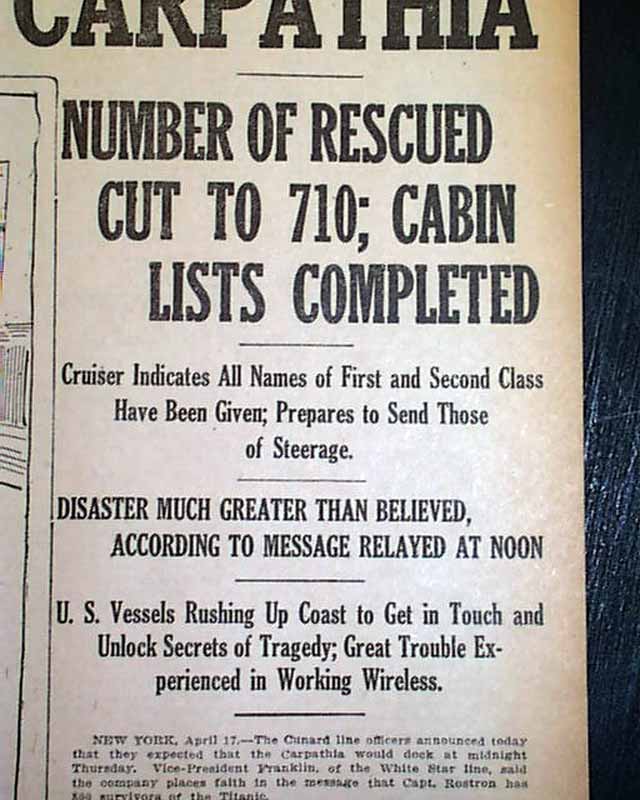 CARPATHIA
NUMBER OF RESCUED
CUT TO 710; CABIN
LISTS COMPLETED
Cruiser Indicates All Names of First and Second Class
Have Been Given; Prepares to Send Those
of Steerage.
DISASTER MUCH GREATER THAN BELIEVED,
ACCORDING TO MESSAGE RELAYED AT NOON
U. S. Vessels Rushing Up Coast to Get in Touch and
Unlock Secrets of Tragedy; Great Trouble Ex-
perienced in Working Wireless.
NEW YORK, April 17.—The Cunard line officers announced today
that they expected that the Carpathia would dock at midnight
Thursday. Vice-President Franklin, of the White Star line, said
the company places faith in the message that Capt. Rostron has
survivors of the Titanic.